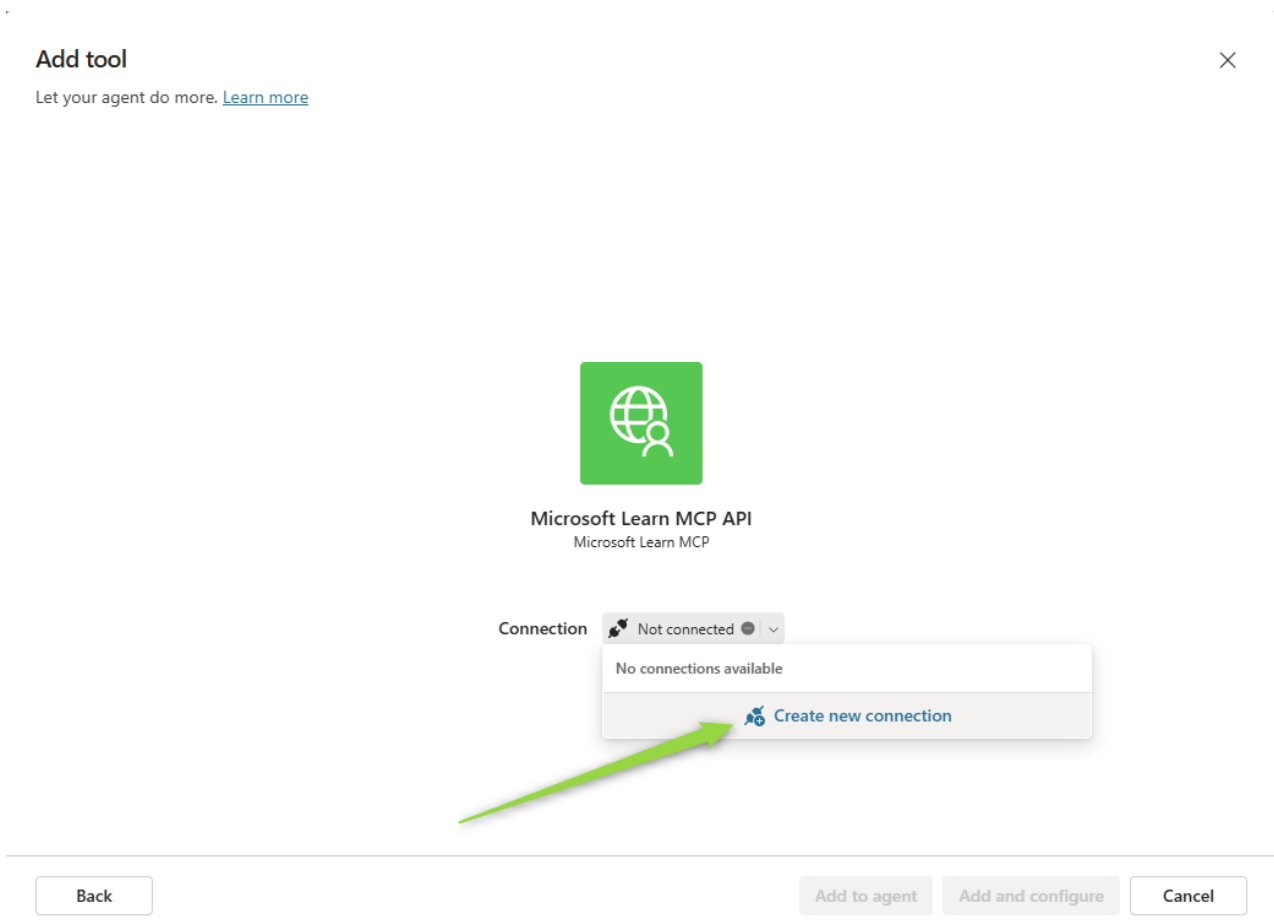 Add tool
Let your agent do more. Learn more
Microsoft Learn MCP API
Microsoft Learn MCP
Connection Not connected
No connections available
Create new connection
Back Add to agent Add and configure Cancel